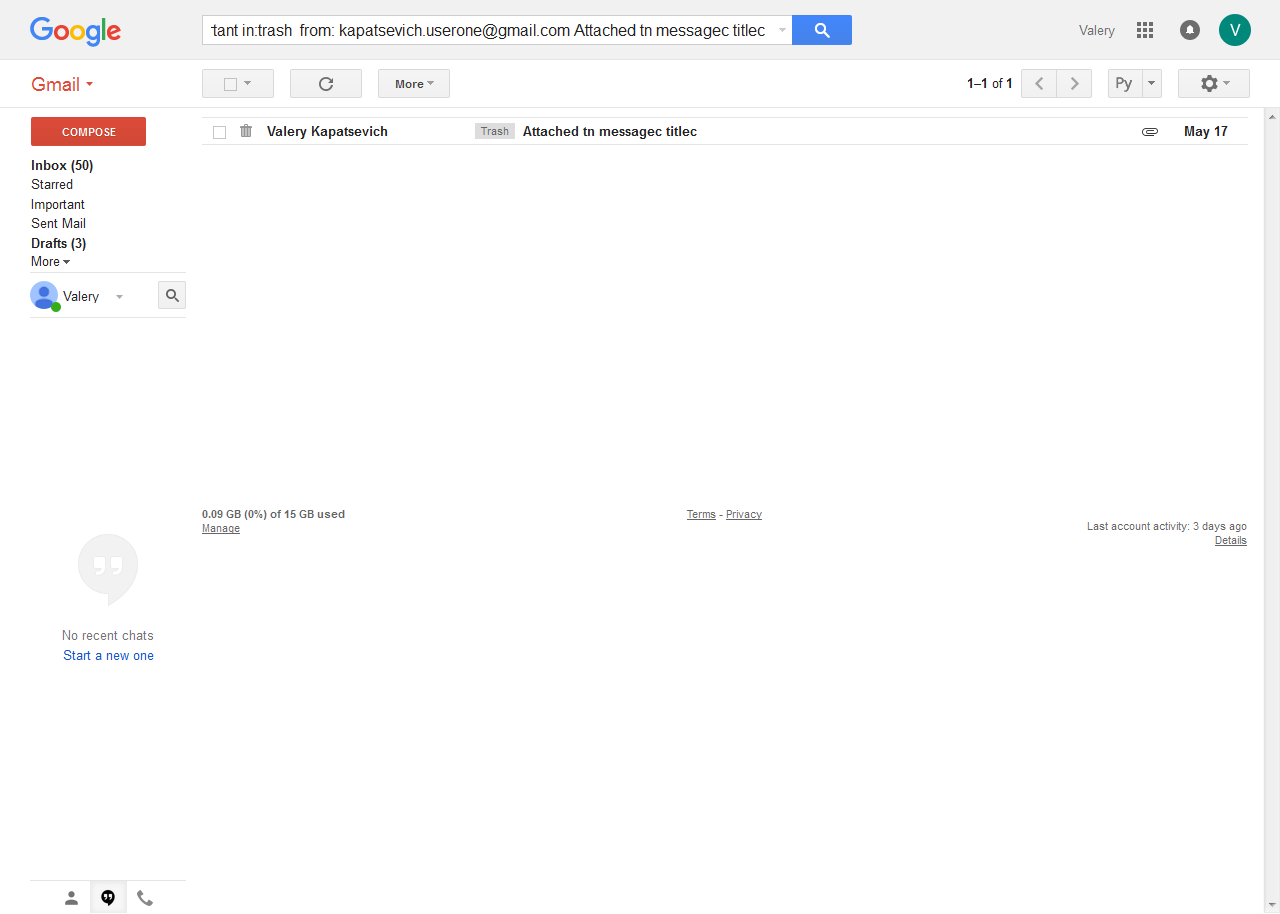 Google
tant in:trash from: kapatsevich.userone@gmail.com Attached tn messagec titlec
Valery
V
Gmail
More
1–1 of 1
Py
COMPOSE
Valery Kapatsevich Trash Attached tn messagec titlec May 17
Inbox (50)
Starred
Important
Sent Mail
Drafts (3)
More
Valery
0.09 GB (0%) of 15 GB used
Manage
Terms - Privacy
Last account activity: 3 days ago
Details
No recent chats
Start a new one